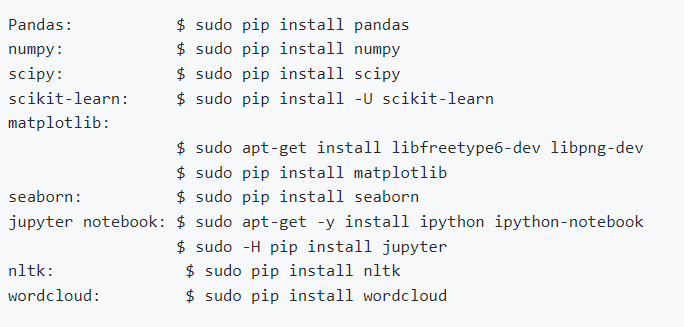 Pandas:           $ sudo pip install pandas
numpy:            $ sudo pip install numpy
scipy:            $ sudo pip install scipy
scikit-learn:     $ sudo pip install -U scikit-learn
matplotlib:
                  $ sudo apt-get install libfreetype6-dev libpng-dev
                  $ sudo pip install matplotlib
seaborn:          $ sudo pip install seaborn
jupyter notebook: $ sudo apt-get -y install ipython ipython-notebook
                  $ sudo -H pip install jupyter
nltk:              $ sudo pip install nltk
wordcloud:         $ sudo pip install wordcloud